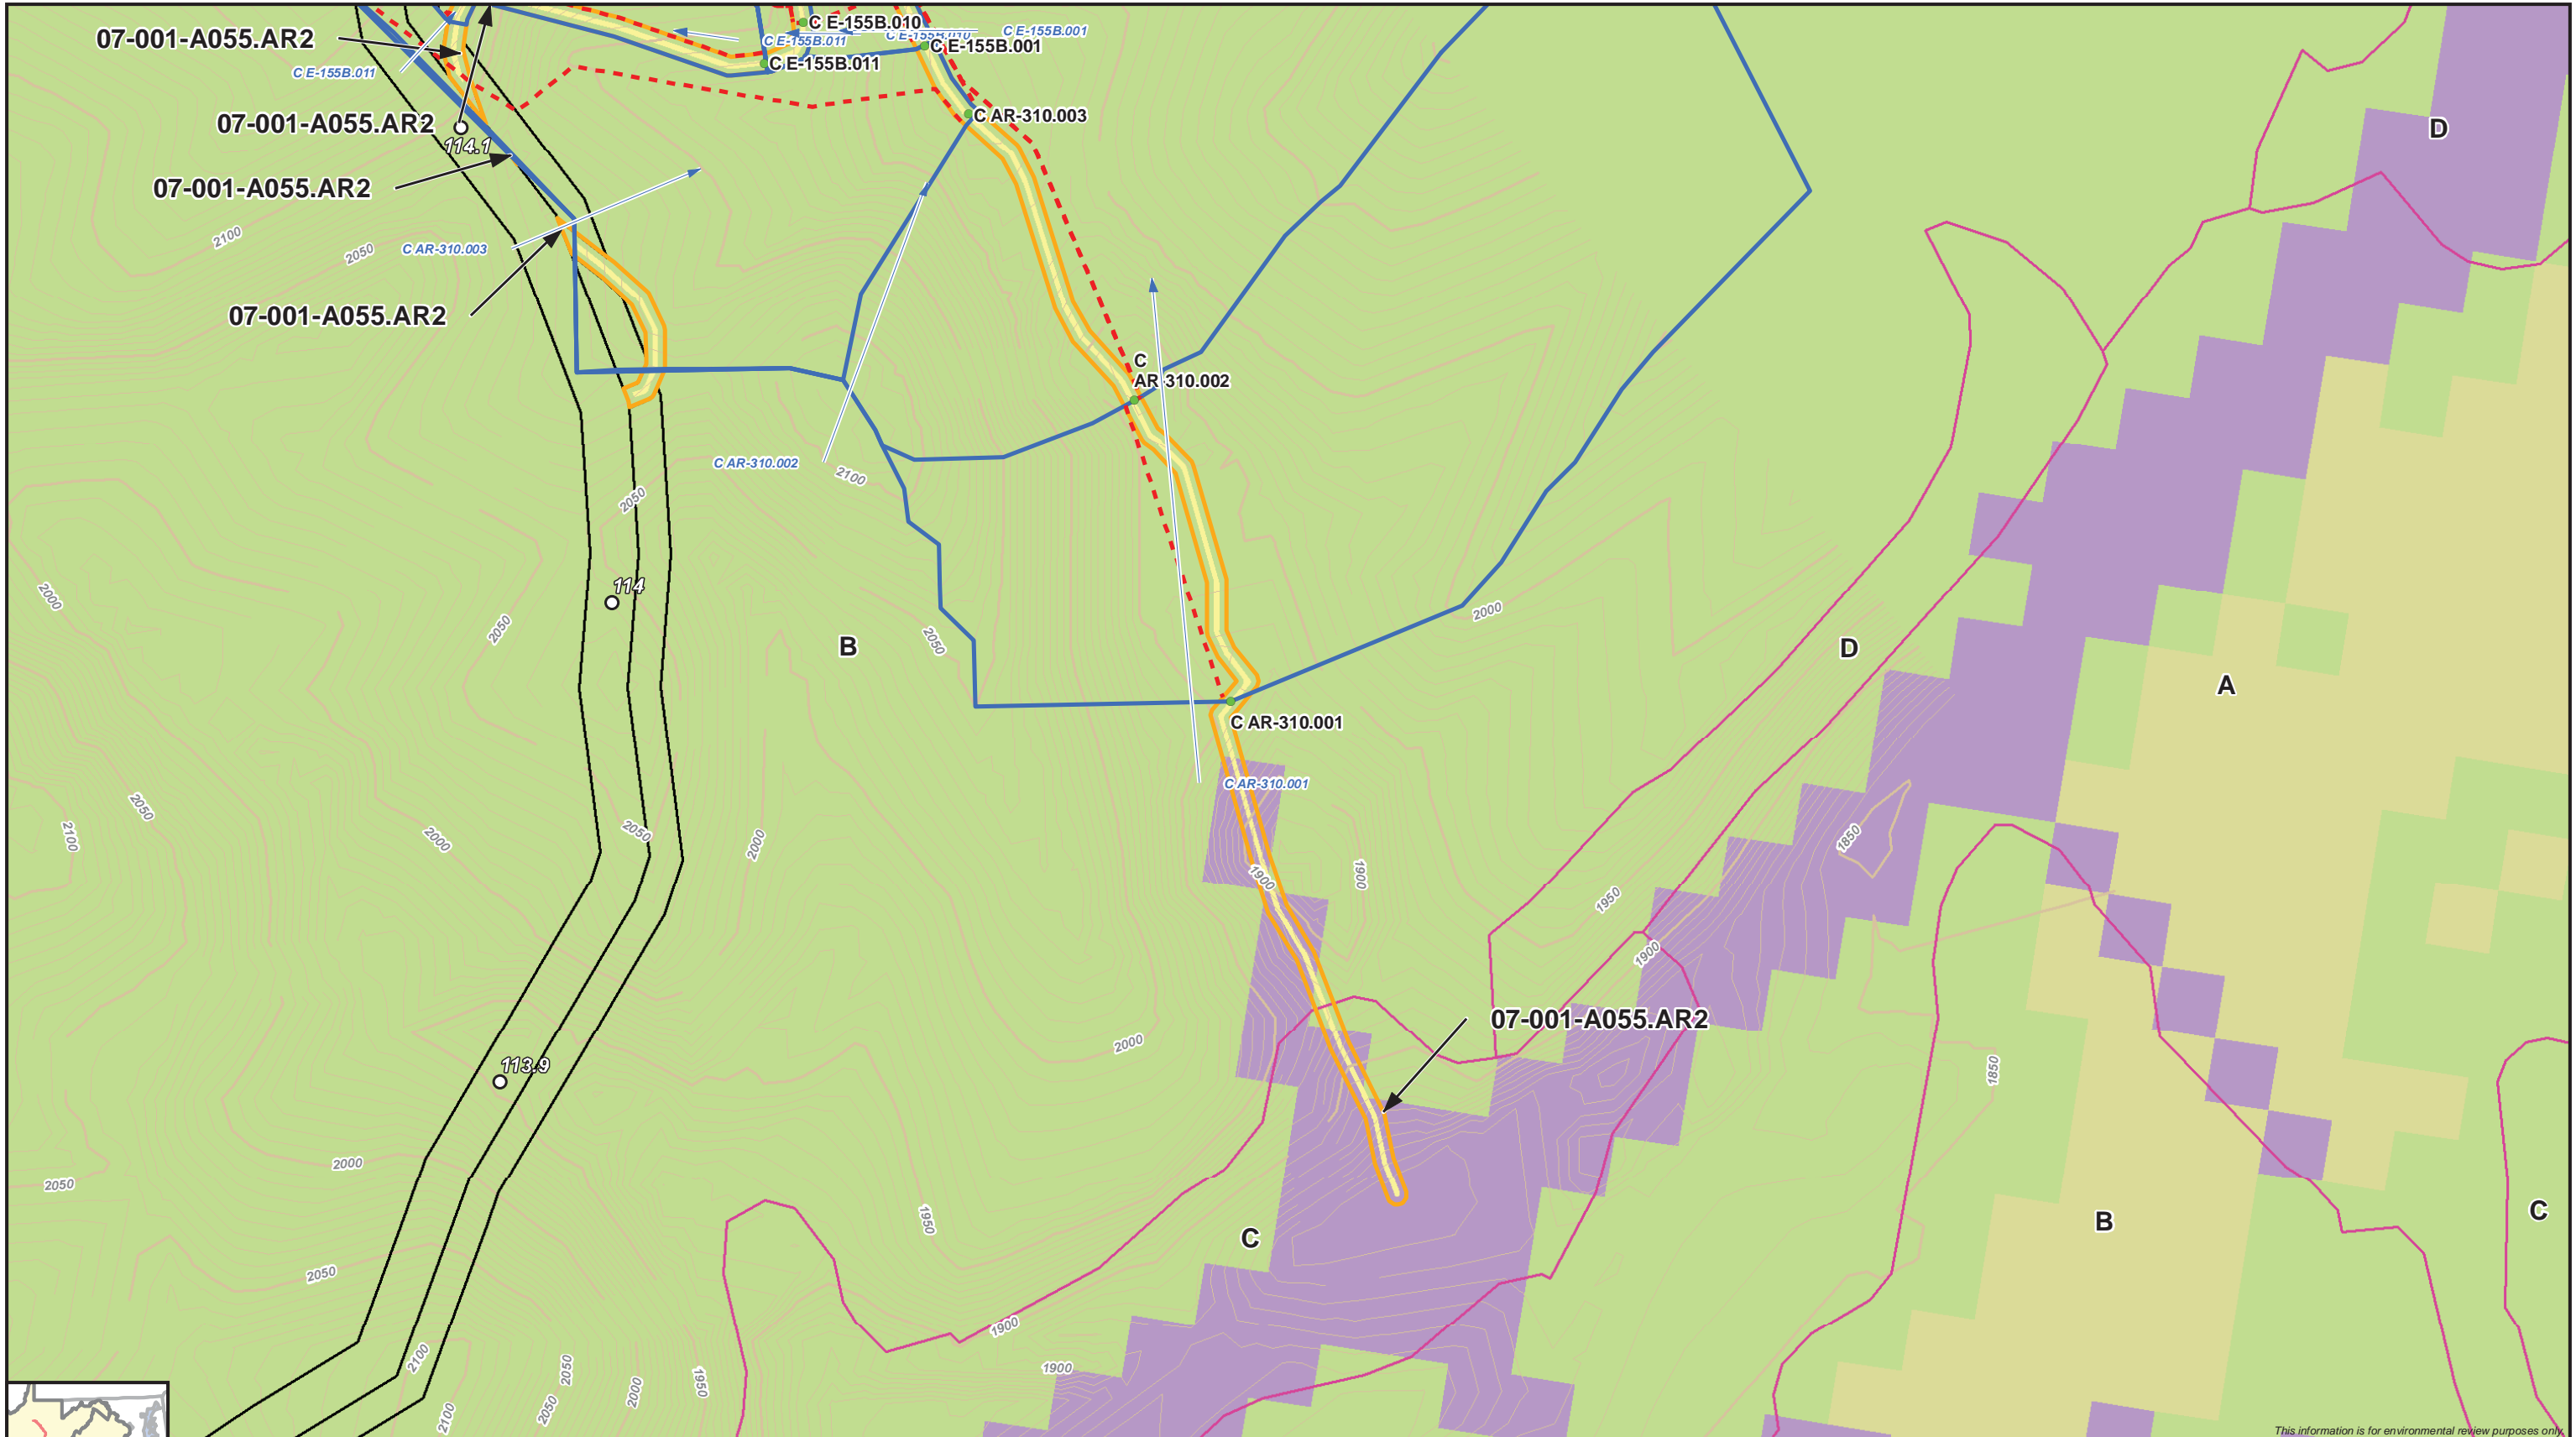 07-001-A055.AR2
C E-155B.010
C E-155B.011
C E-155B.010
C E-155B.001
C E-155B.001
C E-155B.011
C E-155B.011
C AR-310.003
D
07-001-A055.AR2
114.1
07-001-A055.AR2
2100
2050
C AR-310.003
07-001-A055.AR2
C
AR-310.002
C AR-310.002
2100
2050
114
2000
2050
B
2050
2000
D
A
C AR-310.001
C AR-310.001
2050
2100
2000
2050
2000
1850
1900
1900
1950
1900
07-001-A055.AR2
2000
113.9
1850
2000
2050
1950
C
B
C
2050
1900
2100
2050
2000
1950
1900
2100
2050
This information is for environmental review purposes only.